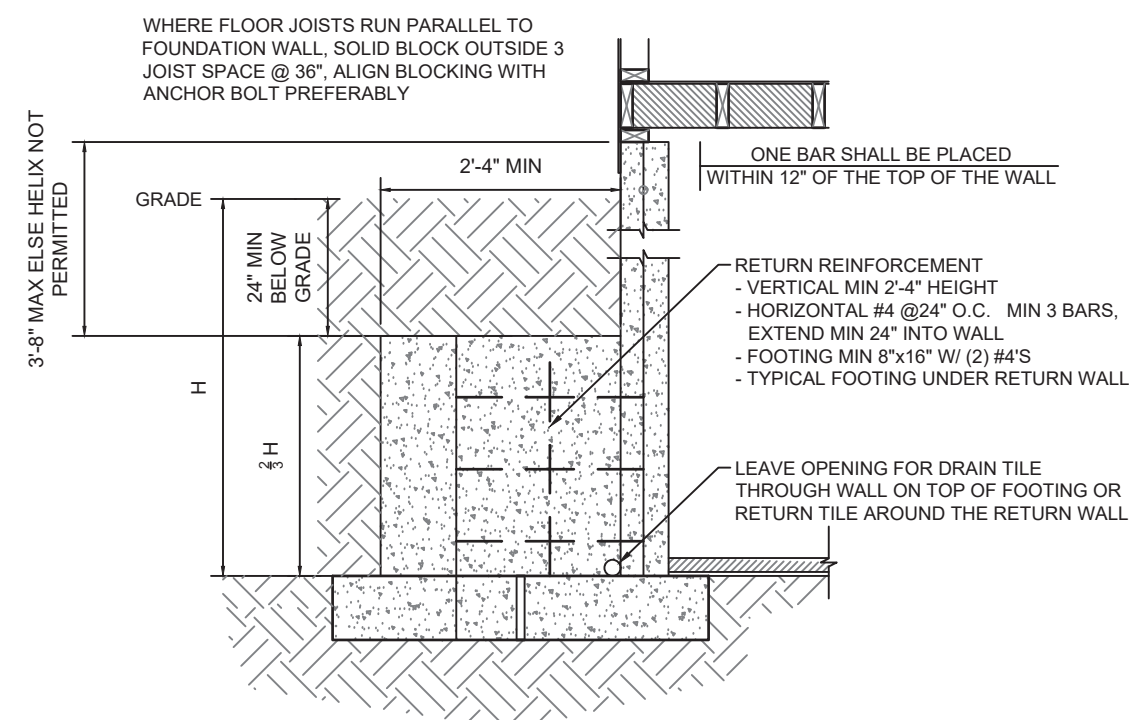 WHERE FLOOR JOISTS RUN PARALLEL TO
FOUNDATION WALL, SOLID BLOCK OUTSIDE 3
JOIST SPACE @ 36", ALIGN BLOCKING WITH
ANCHOR BOLT PREFERABLY
3'-8" MAX ELSE HELIX NOT
PERMITTED
GRADE
2'-4" MIN
ONE BAR SHALL BE PLACED
WITHIN 12" OF THE TOP OF THE WALL
24" MIN
BELOW
GRADE
H
2/3 H
RETURN REINFORCEMENT
- VERTICAL MIN 2'-4" HEIGHT
- HORIZONTAL #4 @24" O.C. MIN 3 BARS,
EXTEND MIN 24" INTO WALL
- FOOTING MIN 8"x16" W/ (2) #4'S
- TYPICAL FOOTING UNDER RETURN WALL
LEAVE OPENING FOR DRAIN TILE
THROUGH WALL ON TOP OF FOOTING OR
RETURN TILE AROUND THE RETURN WALL